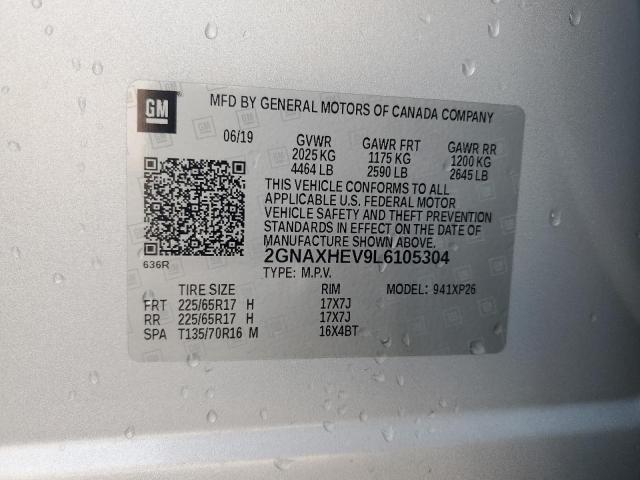 GM MFD BY GENERAL MOTORS OF CANADA COMPANY
06/19 GVWR GAWR FRT GAWR RR
2025 KG 1175 KG 1200 KG
4464 LB 2590 LB 2645 LB
THIS VEHICLE CONFORMS TO ALL
APPLICABLE U.S. FEDERAL MOTOR
VEHICLE SAFETY AND THEFT PREVENTION
STANDARDS IN EFFECT ON THE DATE OF
MANUFACTURE SHOWN ABOVE.
636R 2GNAXHEV9L6105304
TYPE: M.P.V.
TIRE SIZE RIM MODEL: 941XP26
FRT 225/65R17 H 17X7J
RR 225/65R17 H 17X7J
SPA T135/70R16 M 16X4BT